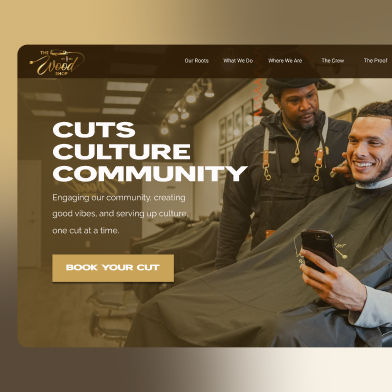 THE
Wood
SHOP
Our Roots
What We Do
Where We Are
The Crew
The Proof
CUTS
CULTURE
COMMUNITY
Engaging our community, creating
good vibes, and serving up culture,
one cut at a time.
BOOK YOUR CUT